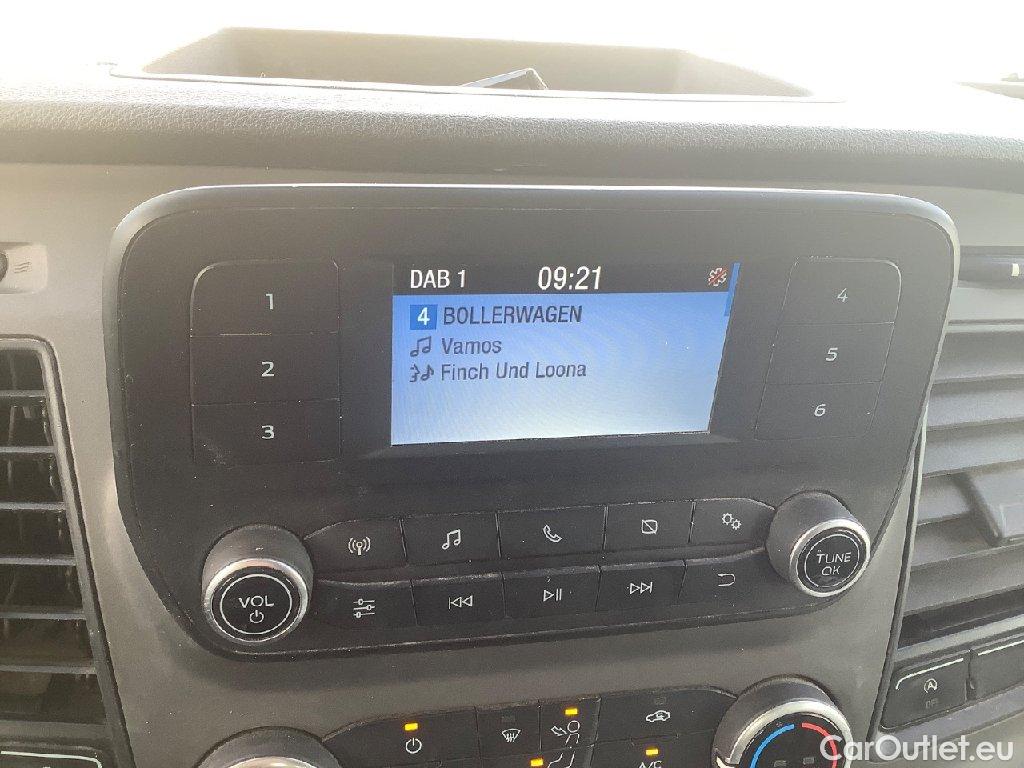 DAB 1 09:21
4 BOLLERWAGEN
Vamos
Finch Und Loona
1
2
3
4
5
6
VOL
TUNE
OK
A OFF
A/C
CarOutlet.eu